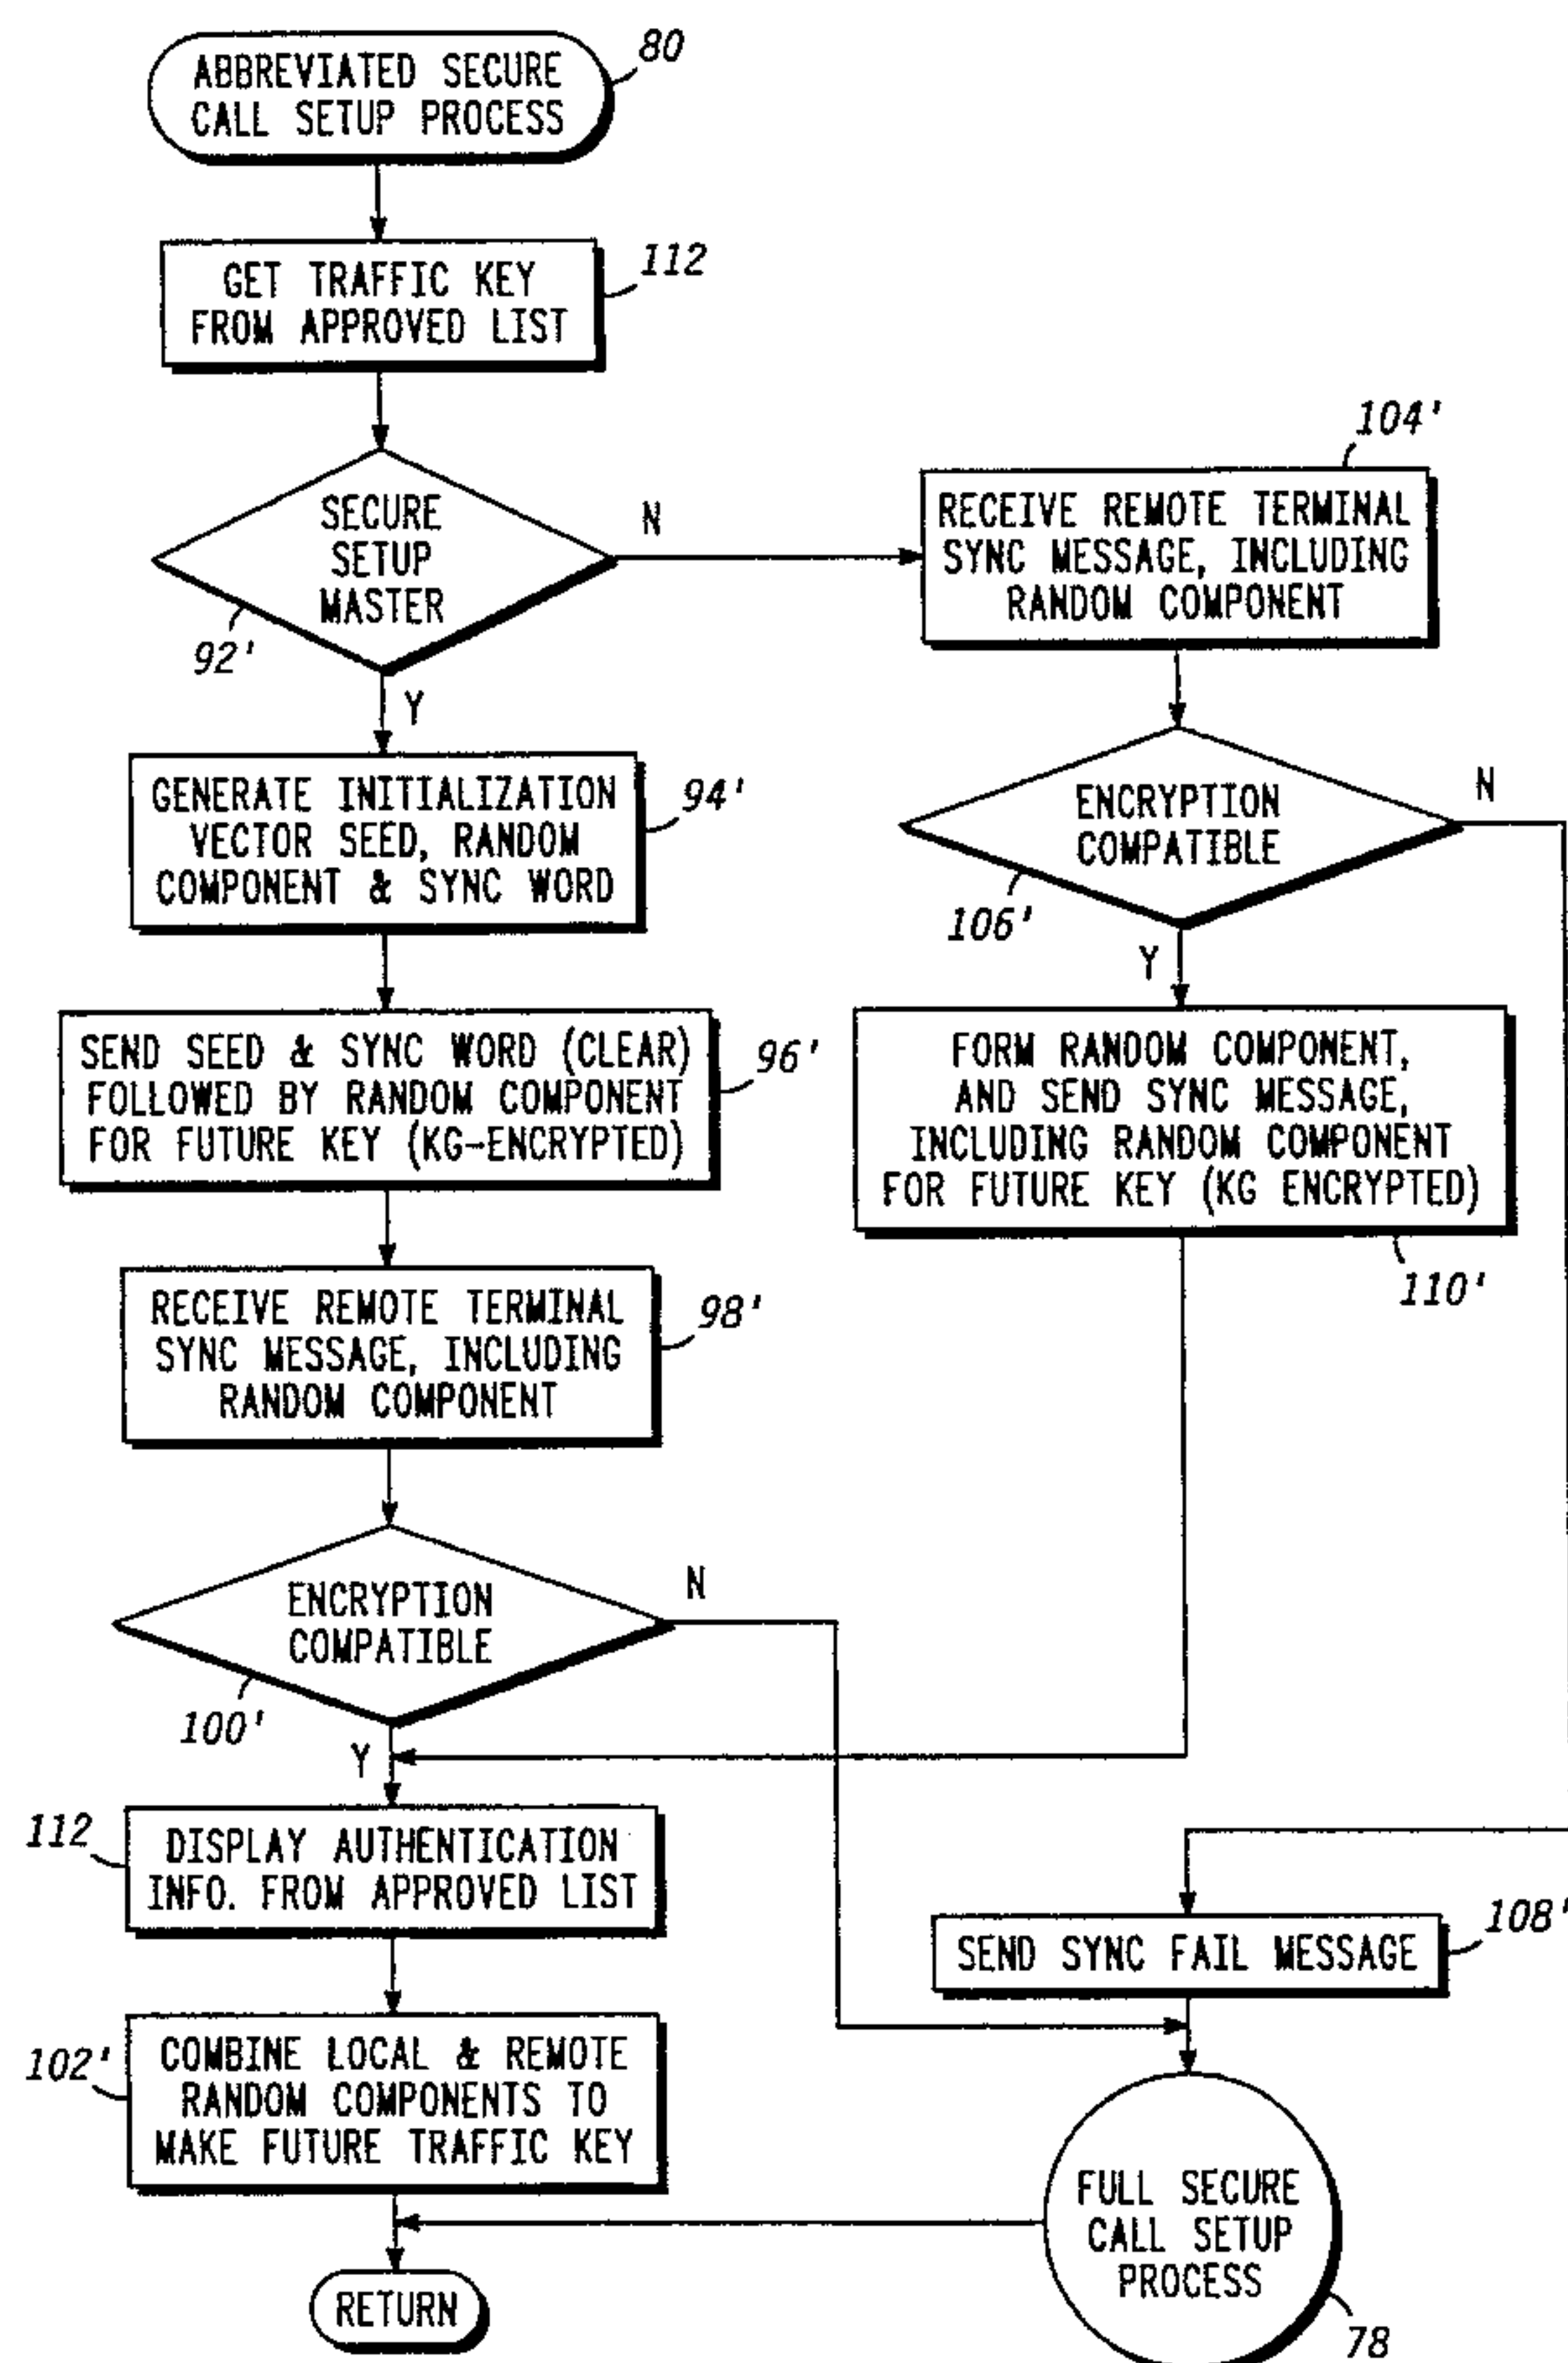 ABBREVIATED SECURE
CALL SETUP PROCESS
80
GET TRAFFIC KEY
FROM APPROVED LIST
112
SECURE
SETUP
MASTER
92'
N
Y
104'
RECEIVE REMOTE TERMINAL
SYNC MESSAGE, INCLUDING
RANDOM COMPONENT
GENERATE INITIALIZATION
VECTOR SEED, RANDOM
COMPONENT & SYNC WORD
94'
ENCRYPTION
COMPATIBLE
106'
N
Y
SEND SEED & SYNC WORD (CLEAR)
FOLLOWED BY RANDOM COMPONENT
FOR FUTURE KEY (KG-ENCRYPTED)
96'
FORM RANDOM COMPONENT,
AND SEND SYNC MESSAGE,
INCLUDING RANDOM COMPONENT
FOR FUTURE KEY (KG ENCRYPTED)
110'
RECEIVE REMOTE TERMINAL
SYNC MESSAGE, INCLUDING
RANDOM COMPONENT
98'
ENCRYPTION
COMPATIBLE
100'
N
Y
112
DISPLAY AUTHENTICATION
INFO. FROM APPROVED LIST
SEND SYNC FAIL MESSAGE
108'
102'
COMBINE LOCAL & REMOTE
RANDOM COMPONENTS TO
MAKE FUTURE TRAFFIC KEY
FULL SECURE
CALL SETUP
PROCESS
78
RETURN